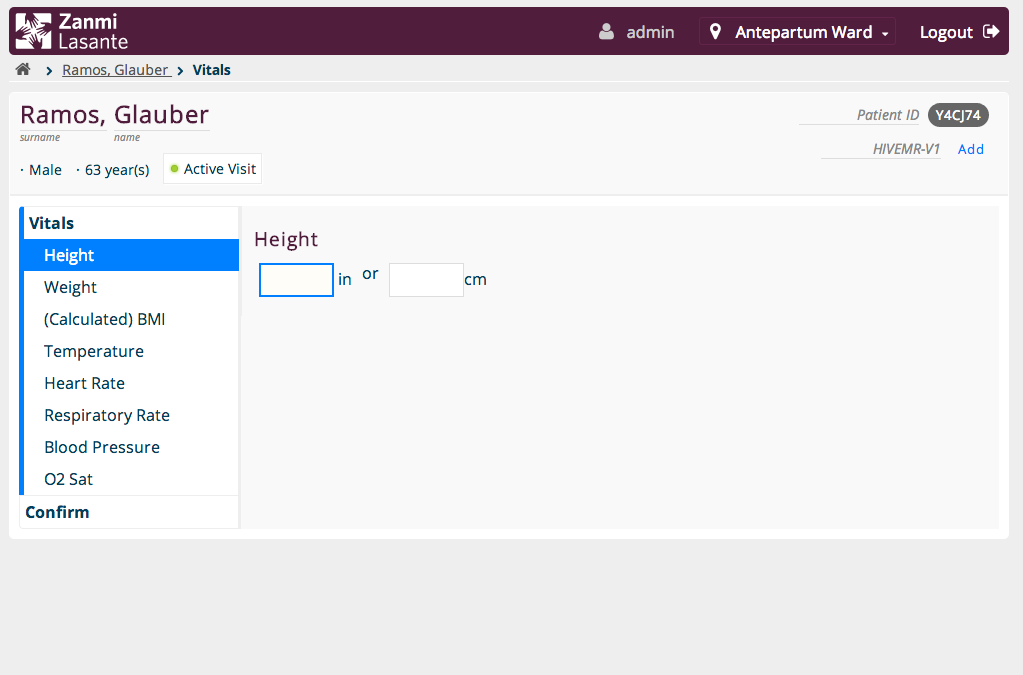 Zanmi
Lasante
admin
Antepartum Ward
Logout
Ramos, Glauber > Vitals
Ramos, Glauber
surname name
Patient ID Y4CJ74
HIVEMR-V1 Add
· Male · 63 year(s) Active Visit
Vitals
Height
Weight
(Calculated) BMI
Temperature
Heart Rate
Respiratory Rate
Blood Pressure
O2 Sat
Confirm
Height
in or cm